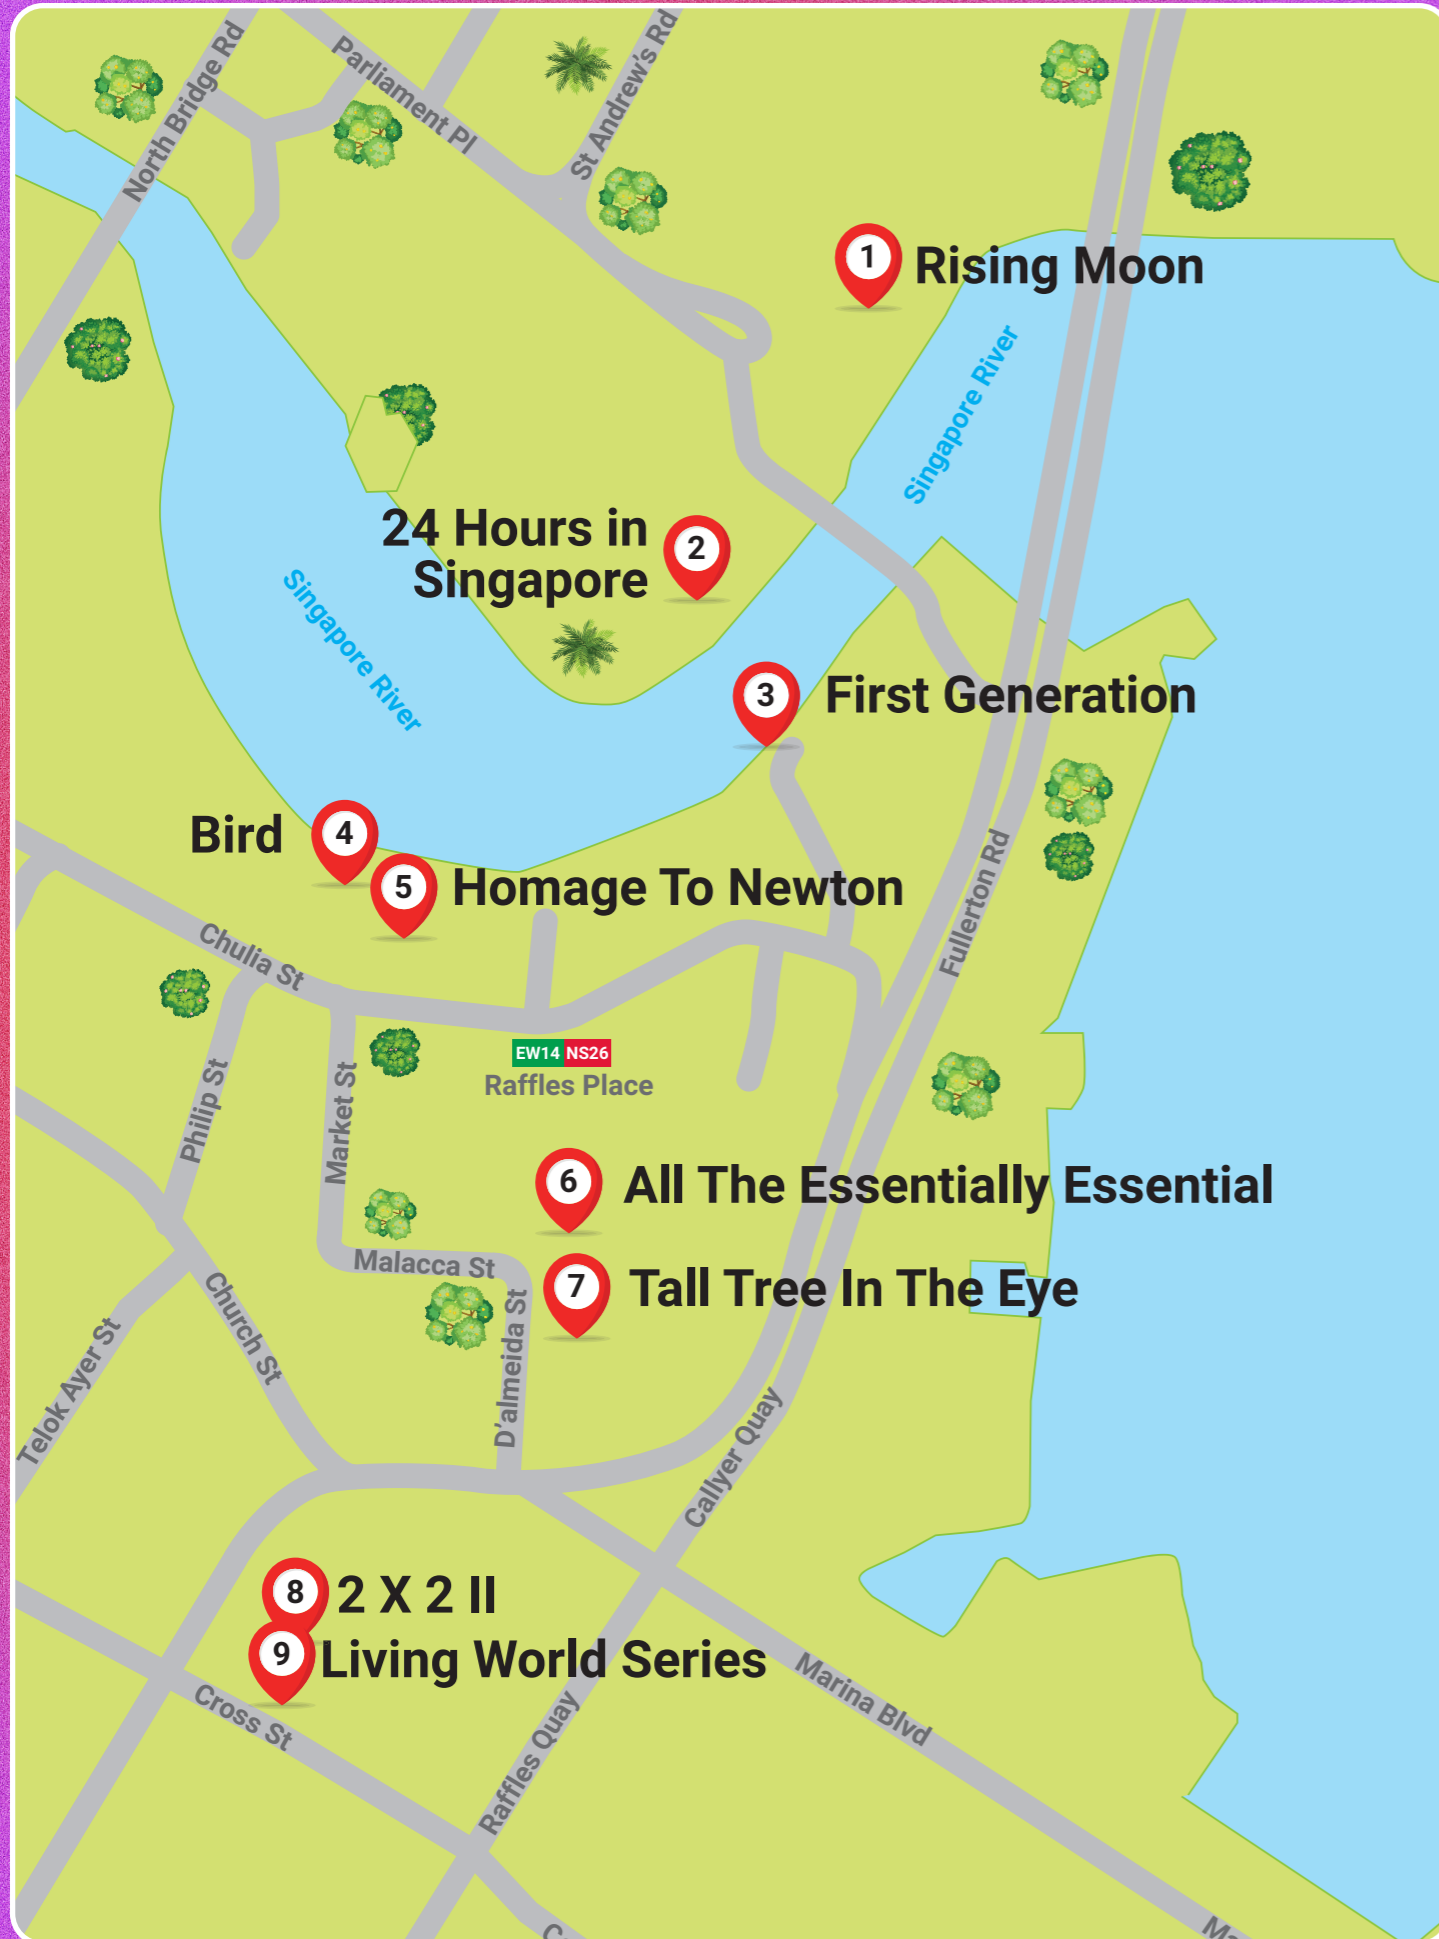 North Bridge Rd
Parliament Pl
St Andrew's Rd
1
Rising Moon
Singapore River
24 Hours in
Singapore
2
Singapore River
3
First Generation
Bird
4
5
Homage To Newton
Fullerton Rd
Chulia St
EW14 NS26
Raffles Place
Philip St
Market St
6
All The Essentially Essential
Malacca St
7
Tall Tree In The Eye
Church St
D'almeida St
Telok Ayer St
Callyer Quay
8
2 X 2 II
9
Living World Series
Marina Blvd
Cross St
Raffles Quay